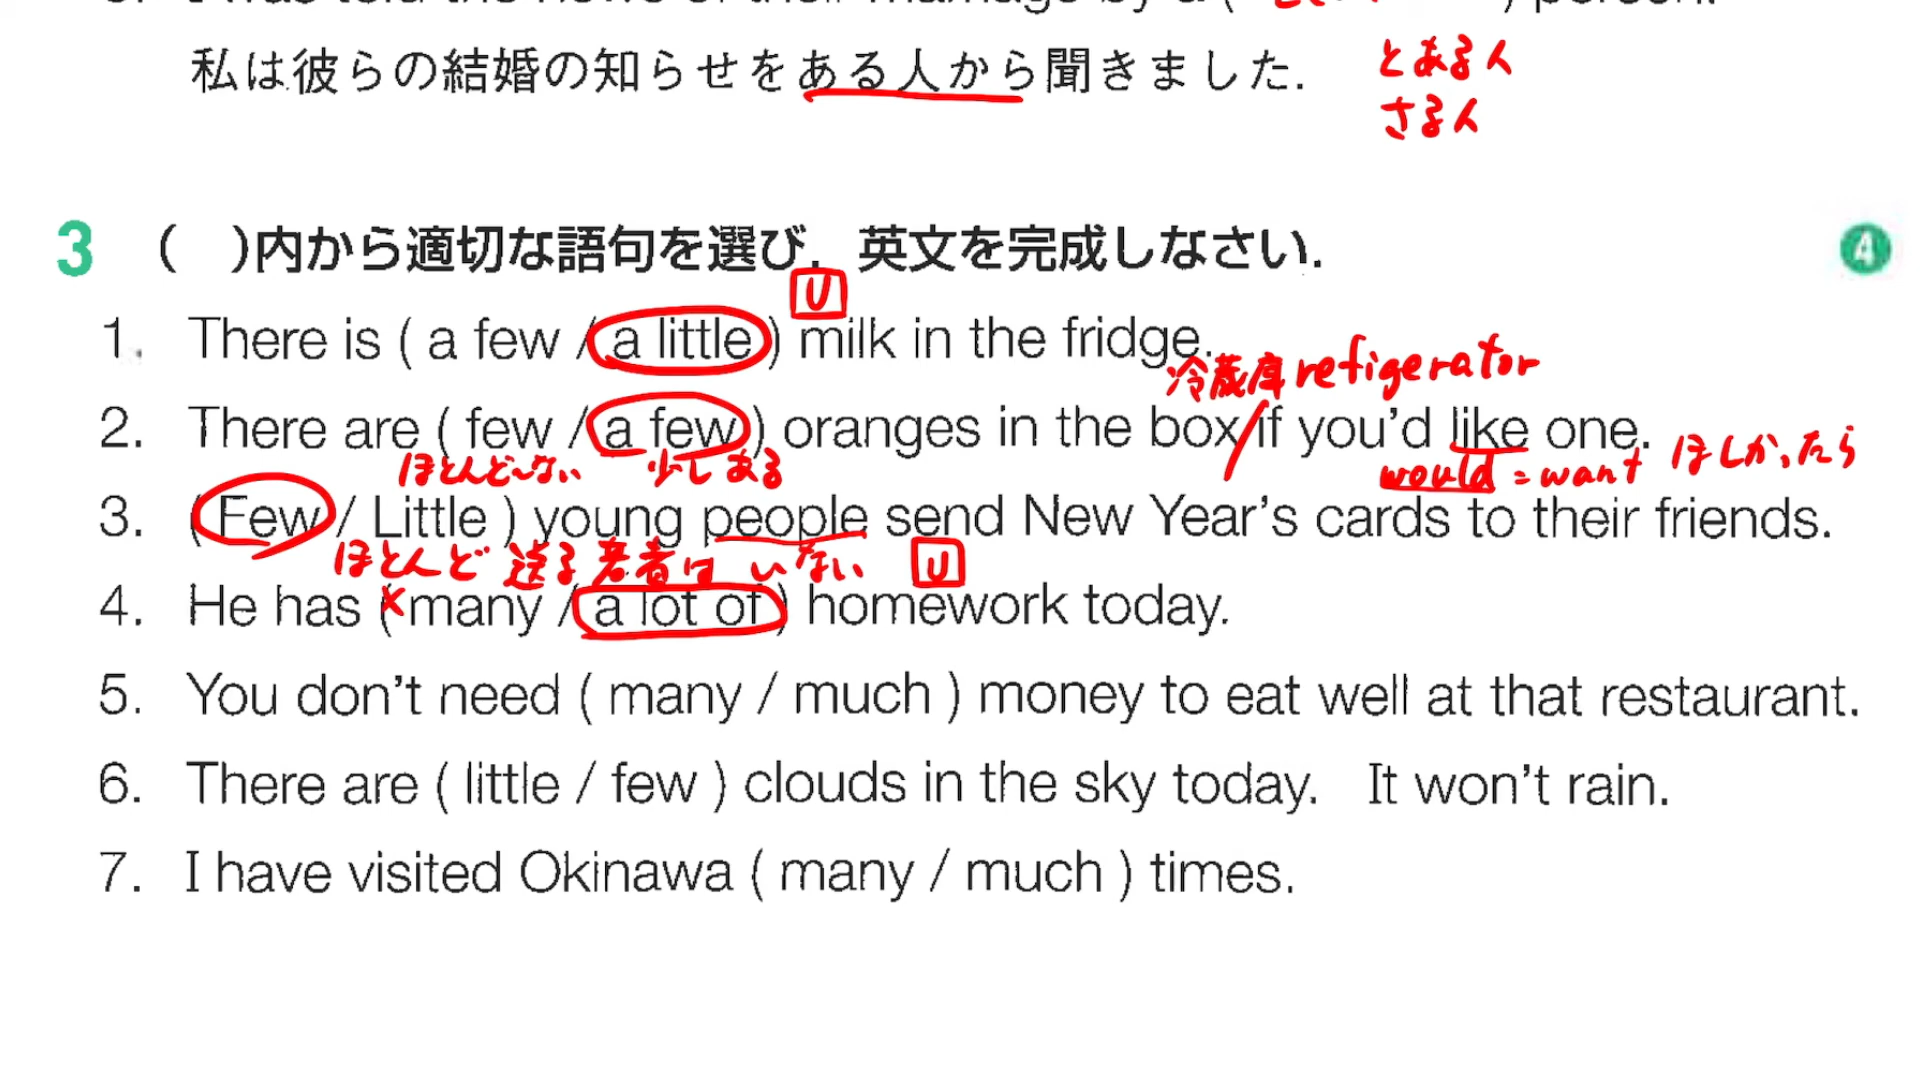 私は彼らの結婚の知らせをある人から聞きました.
とある人
さる人
3 ( )内から適切な語句を選び,英文を完成しなさい. 4
U
1. There is ( a few / a little ) milk in the fridge.
冷蔵庫 refigerator
2. There are ( few / a few ) oranges in the box / if you'd like one.
ほとんど〜ない 少しある would = want ほしかったら
3. ( Few / Little ) young people send New Year's cards to their friends.
ほとんど 送る 若者は いない U
4. He has ( × many / a lot of ) homework today.
5. You don't need ( many / much ) money to eat well at that restaurant.
6. There are ( little / few ) clouds in the sky today. It won't rain.
7. I have visited Okinawa ( many / much ) times.